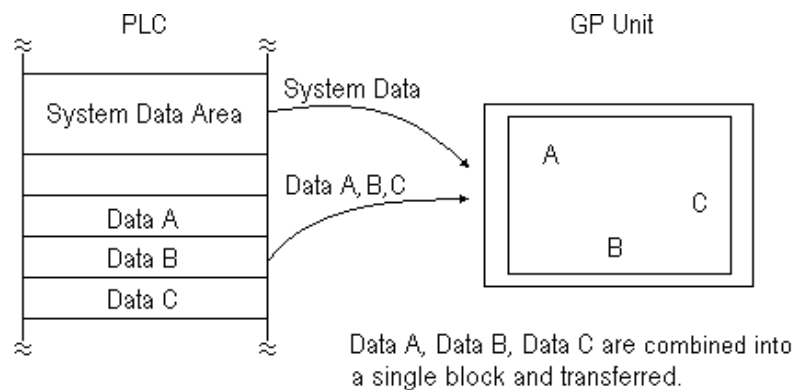 PLC
GP Unit
System Data Area
System Data
Data A, B, C
Data A
Data B
Data C
A
C
B
Data A, Data B, Data C are combined into
a single block and transferred.